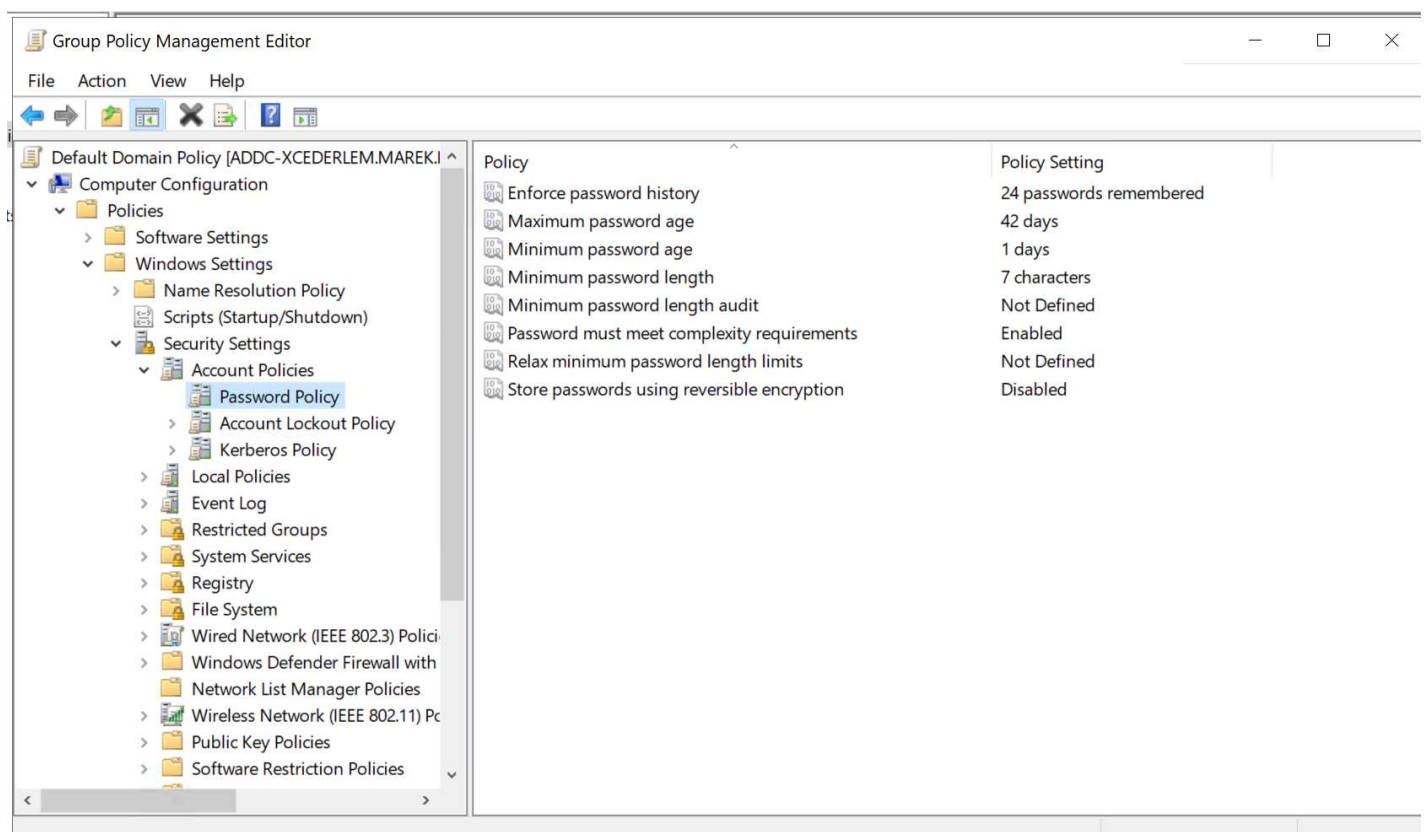 Group Policy Management Editor
File Action View Help
Default Domain Policy [ADDC-XCEDERLEM.MAREK.
Computer Configuration
Policies
Software Settings
Windows Settings
Name Resolution Policy
Scripts (Startup/Shutdown)
Security Settings
Account Policies
Password Policy
Account Lockout Policy
Kerberos Policy
Local Policies
Event Log
Restricted Groups
System Services
Registry
File System
Wired Network (IEEE 802.3) Polici
Windows Defender Firewall with
Network List Manager Policies
Wireless Network (IEEE 802.11) Pc
Public Key Policies
Software Restriction Policies
Policy Policy Setting
Enforce password history 24 passwords remembered
Maximum password age 42 days
Minimum password age 1 days
Minimum password length 7 characters
Minimum password length audit Not Defined
Password must meet complexity requirements Enabled
Relax minimum password length limits Not Defined
Store passwords using reversible encryption Disabled